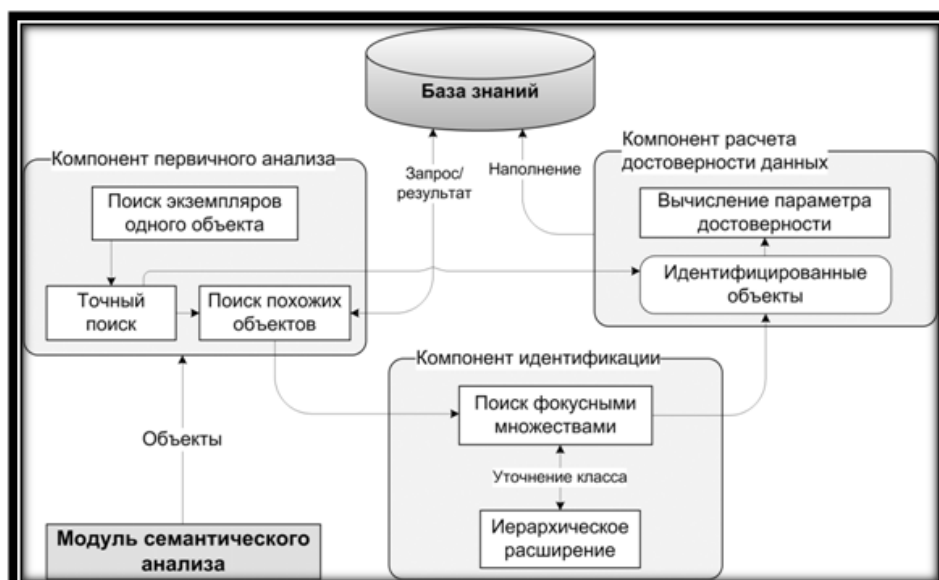 База знаний
Компонент первичного анализа
Поиск экземпляров
одного объекта
Точный
поиск
Поиск похожих
объектов
Запрос/
результат
Наполнение
Компонент расчета
достоверности данных
Вычисление параметра
достоверности
Идентифицированные
объекты
Компонент идентификации
Поиск фокусными
множествами
Уточнение класса
Иерархическое
расширение
Объекты
Модуль семантического
анализа